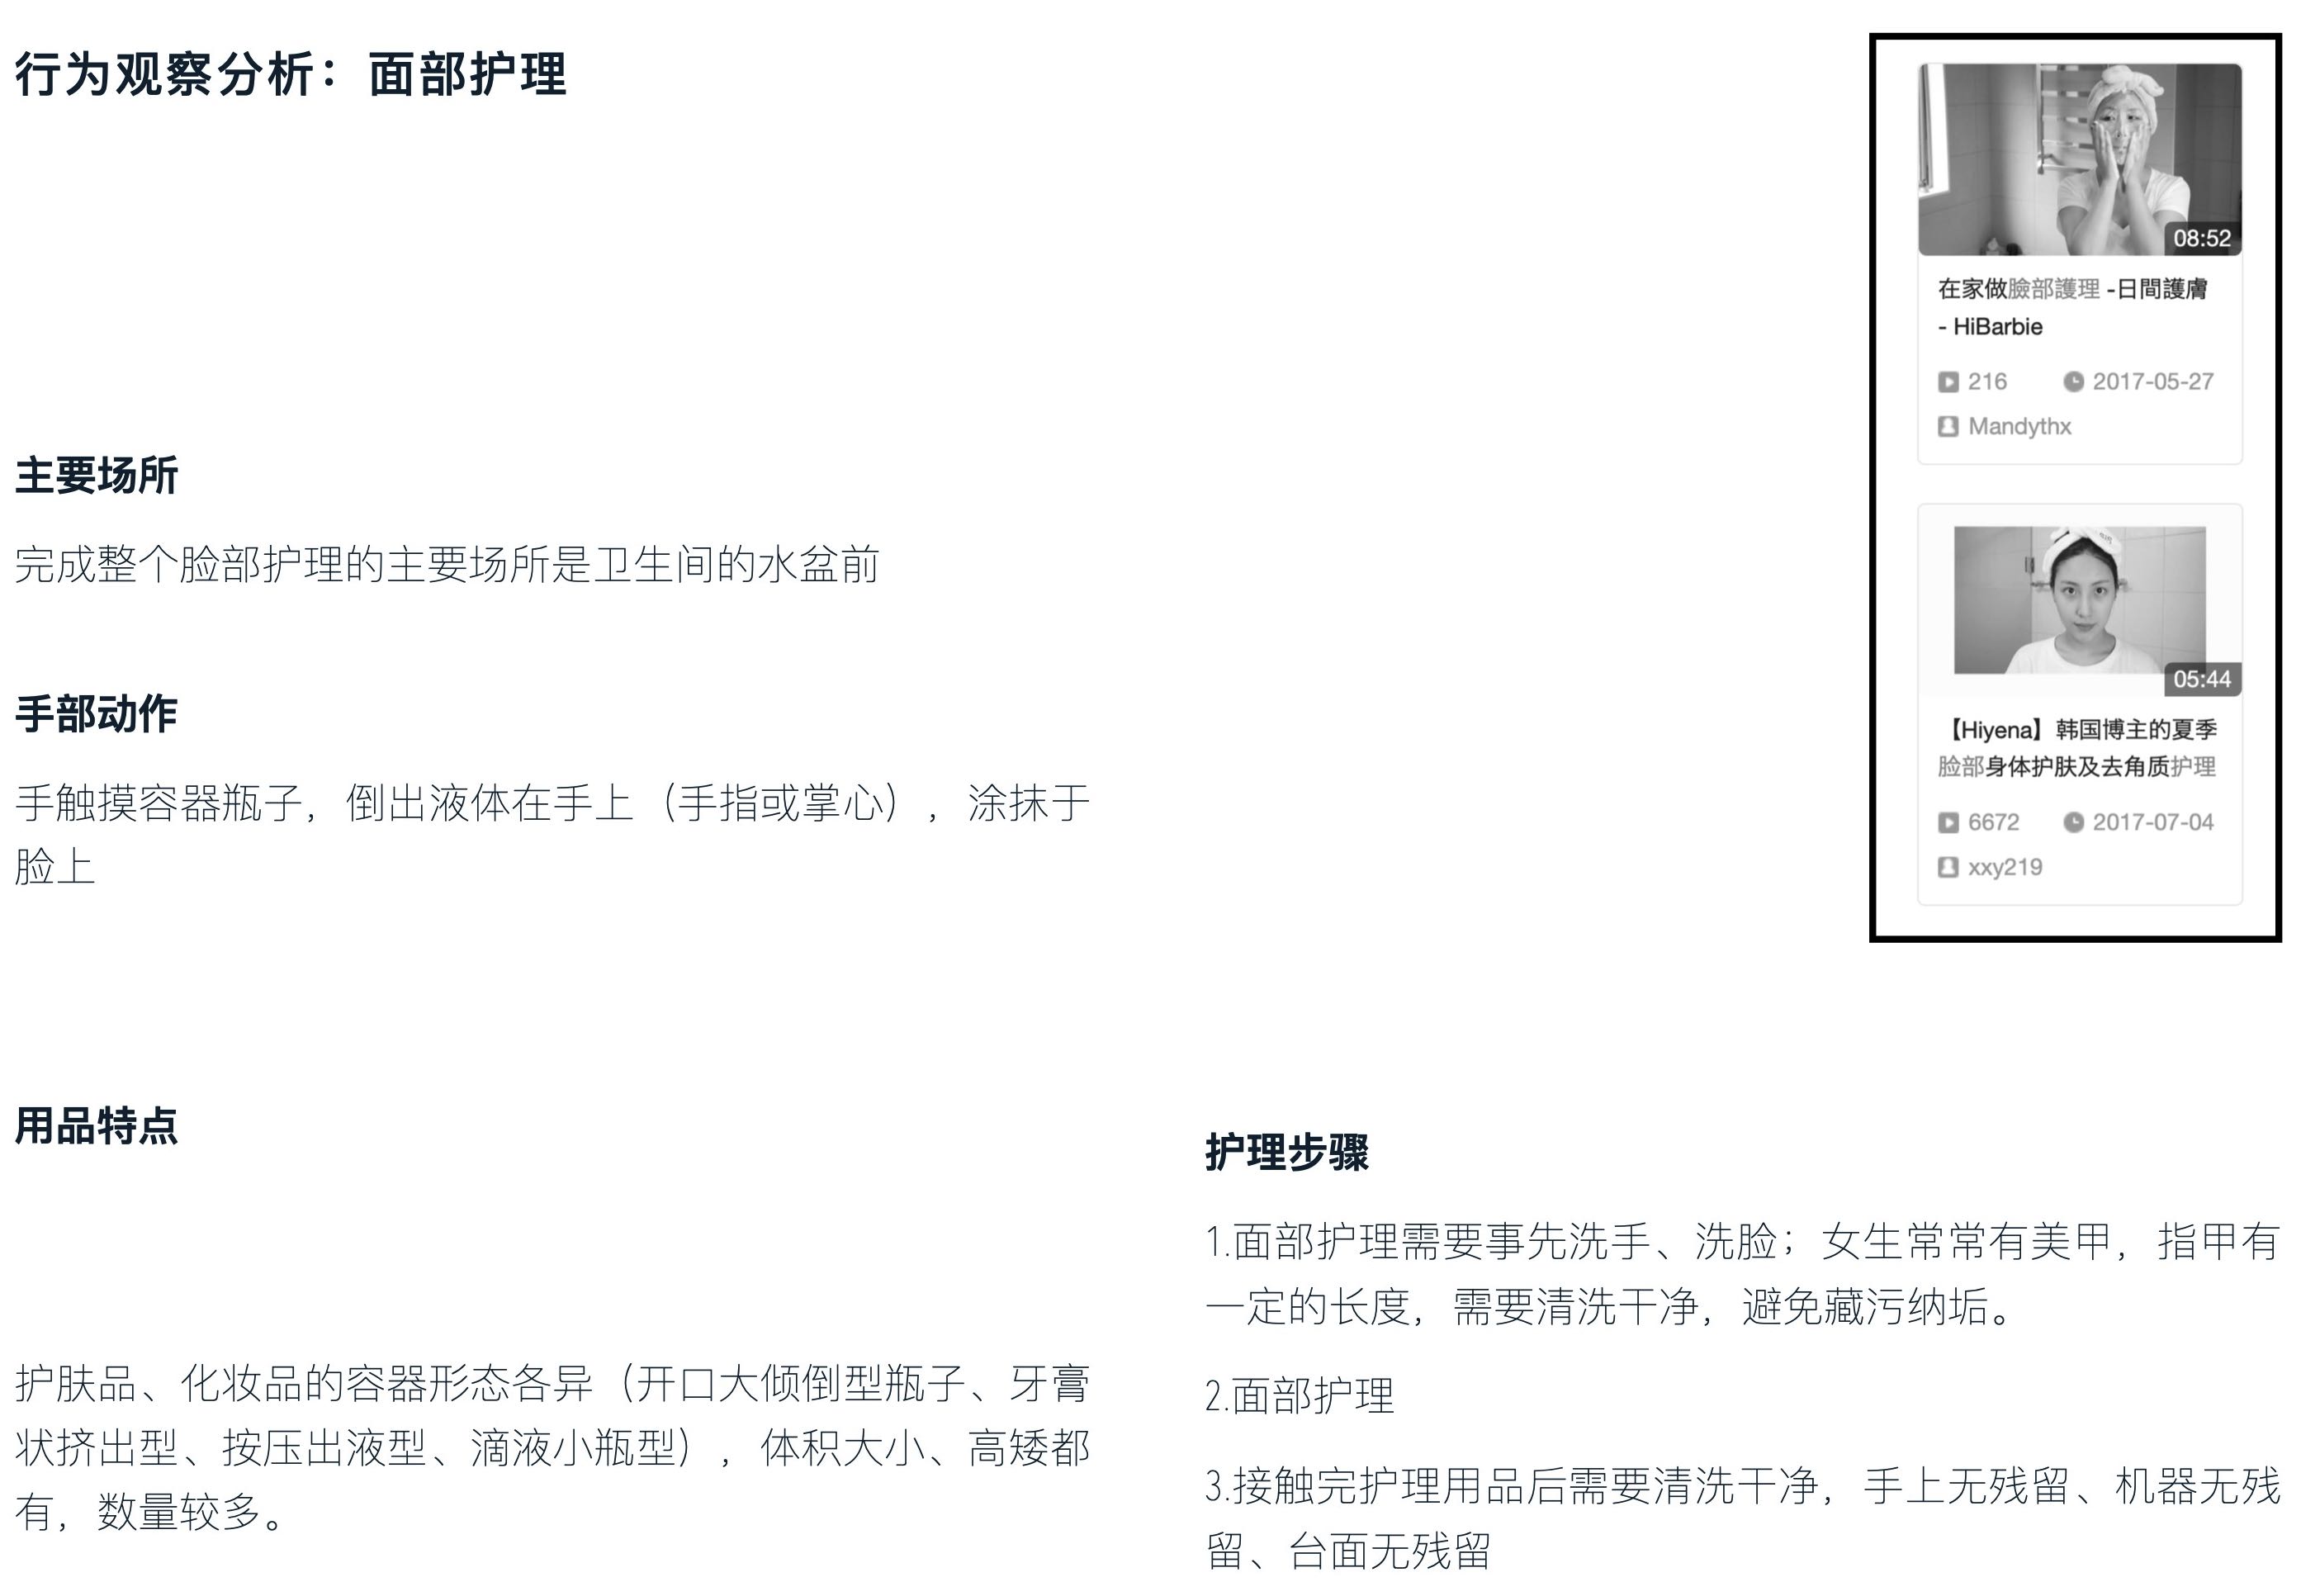 行为观察分析：面部护理
主要场所
完成整个脸部护理的主要场所是卫生间的水盆前
手部动作
手触摸容器瓶子，倒出液体在手上（手指或掌心），涂抹于
脸上
08:52
在家做臉部護理 -日間護膚
- HiBarbie
216 2017-05-27
Mandythx
05:44
【Hiyena】韩国博主的夏季
脸部身体护肤及去角质护理
6672 2017-07-04
xxy219
用品特点
护肤品、化妆品的容器形态各异（开口大倾倒型瓶子、牙膏
状挤出型、按压出液型、滴液小瓶型），体积大小、高矮都
有，数量较多。
护理步骤
1.面部护理需要事先洗手、洗脸；女生常常有美甲，指甲有
一定的长度，需要清洗干净，避免藏污纳垢。
2.面部护理
3.接触完护理用品后需要清洗干净，手上无残留、机器无残
留、台面无残留